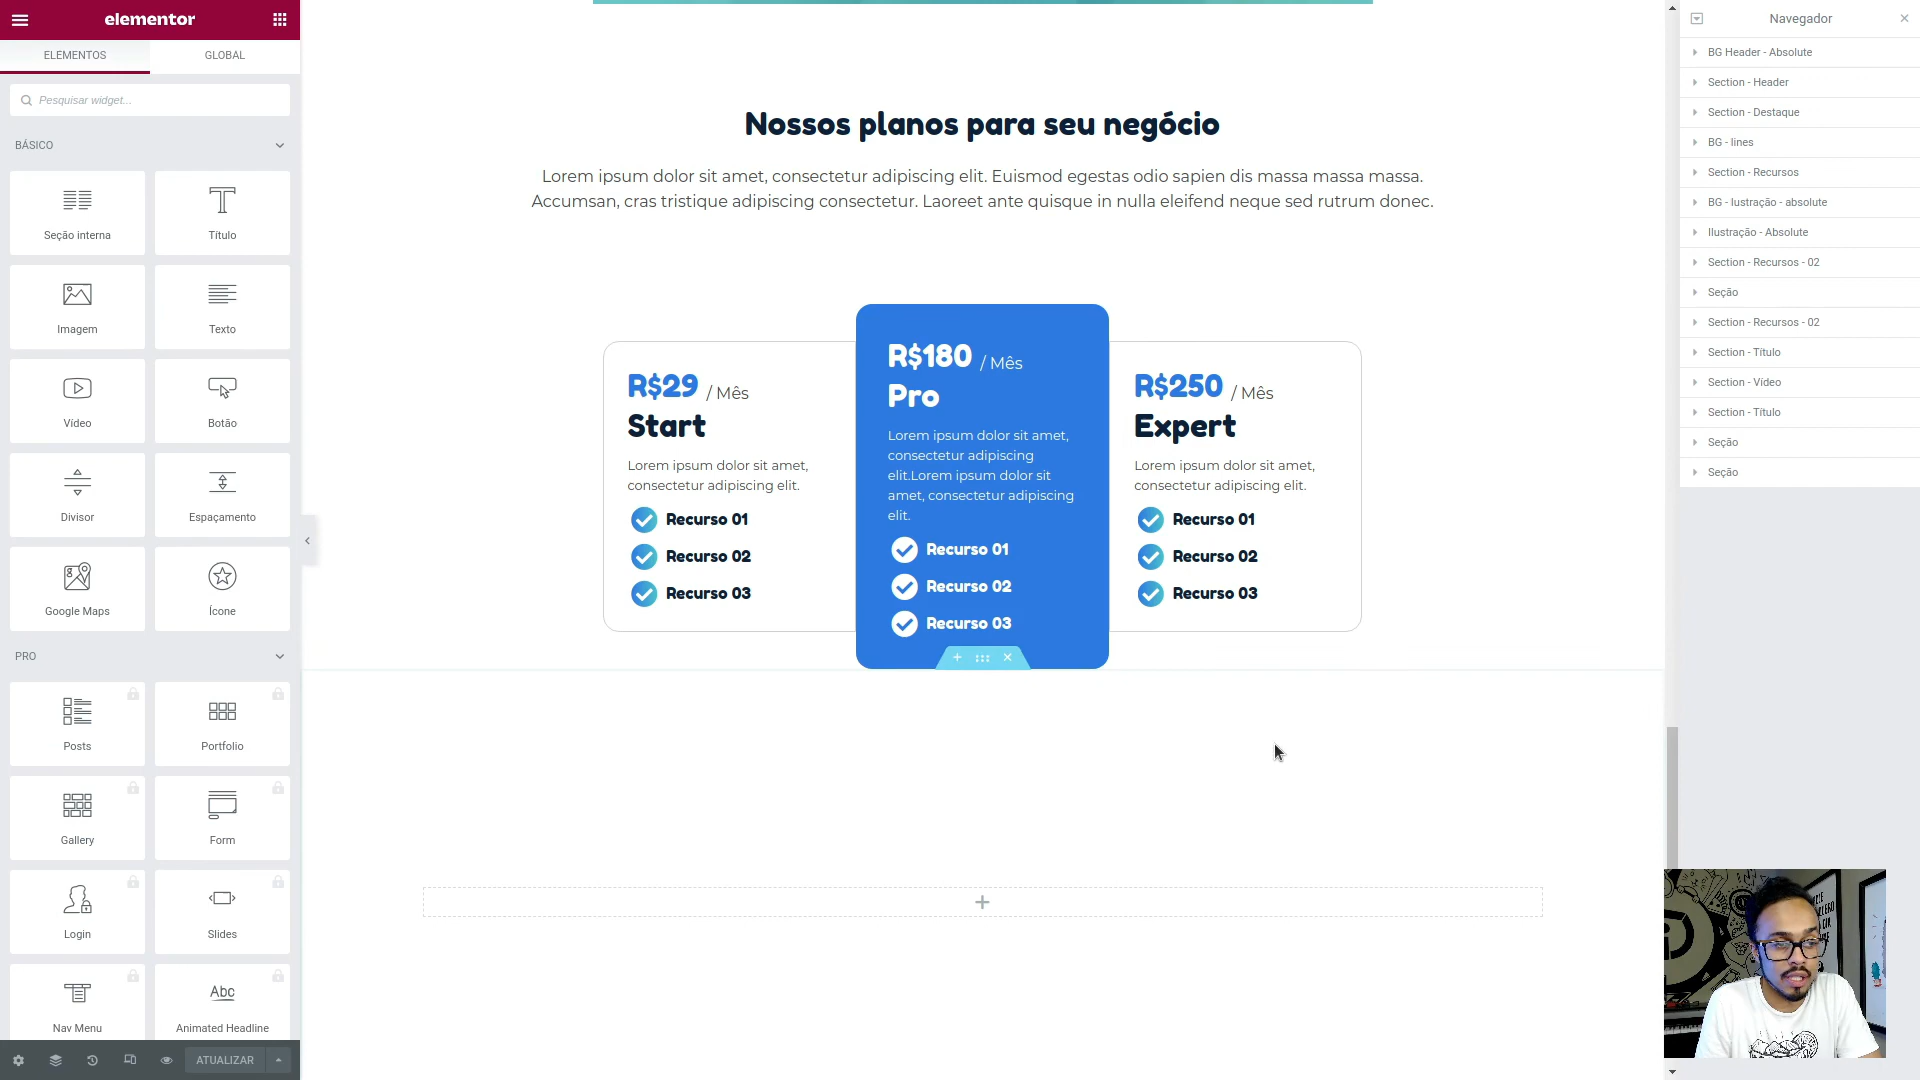 elementor
ELEMENTOS
GLOBAL
Pesquisar widget...
BÁSICO
Seção interna
Título
Imagem
Texto
Vídeo
Botão
Divisor
Espaçamento
Google Maps
Ícone
PRO
Posts
Portfolio
Gallery
Form
Login
Slides
Nav Menu
Abc
Animated Headline
ATUALIZAR
Nossos planos para seu negócio
Lorem ipsum dolor sit amet, consectetur adipiscing elit. Euismod egestas odio sapien dis massa massa massa.
Accumsan, cras tristique adipiscing consectetur. Laoreet ante quisque in nulla eleifend neque sed rutrum donec.
R$29 / Mês
Start
Lorem ipsum dolor sit amet,
consectetur adipiscing elit.
Recurso 01
Recurso 02
Recurso 03
R$180 / Mês
Pro
Lorem ipsum dolor sit amet,
consectetur adipiscing
elit.Lorem ipsum dolor sit
amet, consectetur adipiscing
elit.
Recurso 01
Recurso 02
Recurso 03
R$250 / Mês
Expert
Lorem ipsum dolor sit amet,
consectetur adipiscing elit.
Recurso 01
Recurso 02
Recurso 03
Navegador
BG Header - Absolute
Section - Header
Section - Destaque
BG - lines
Section - Recursos
BG - lustração - absolute
Ilustração - Absolute
Section - Recursos - 02
Seção
Section - Recursos - 02
Section - Título
Section - Vídeo
Section - Título
Seção
Seção